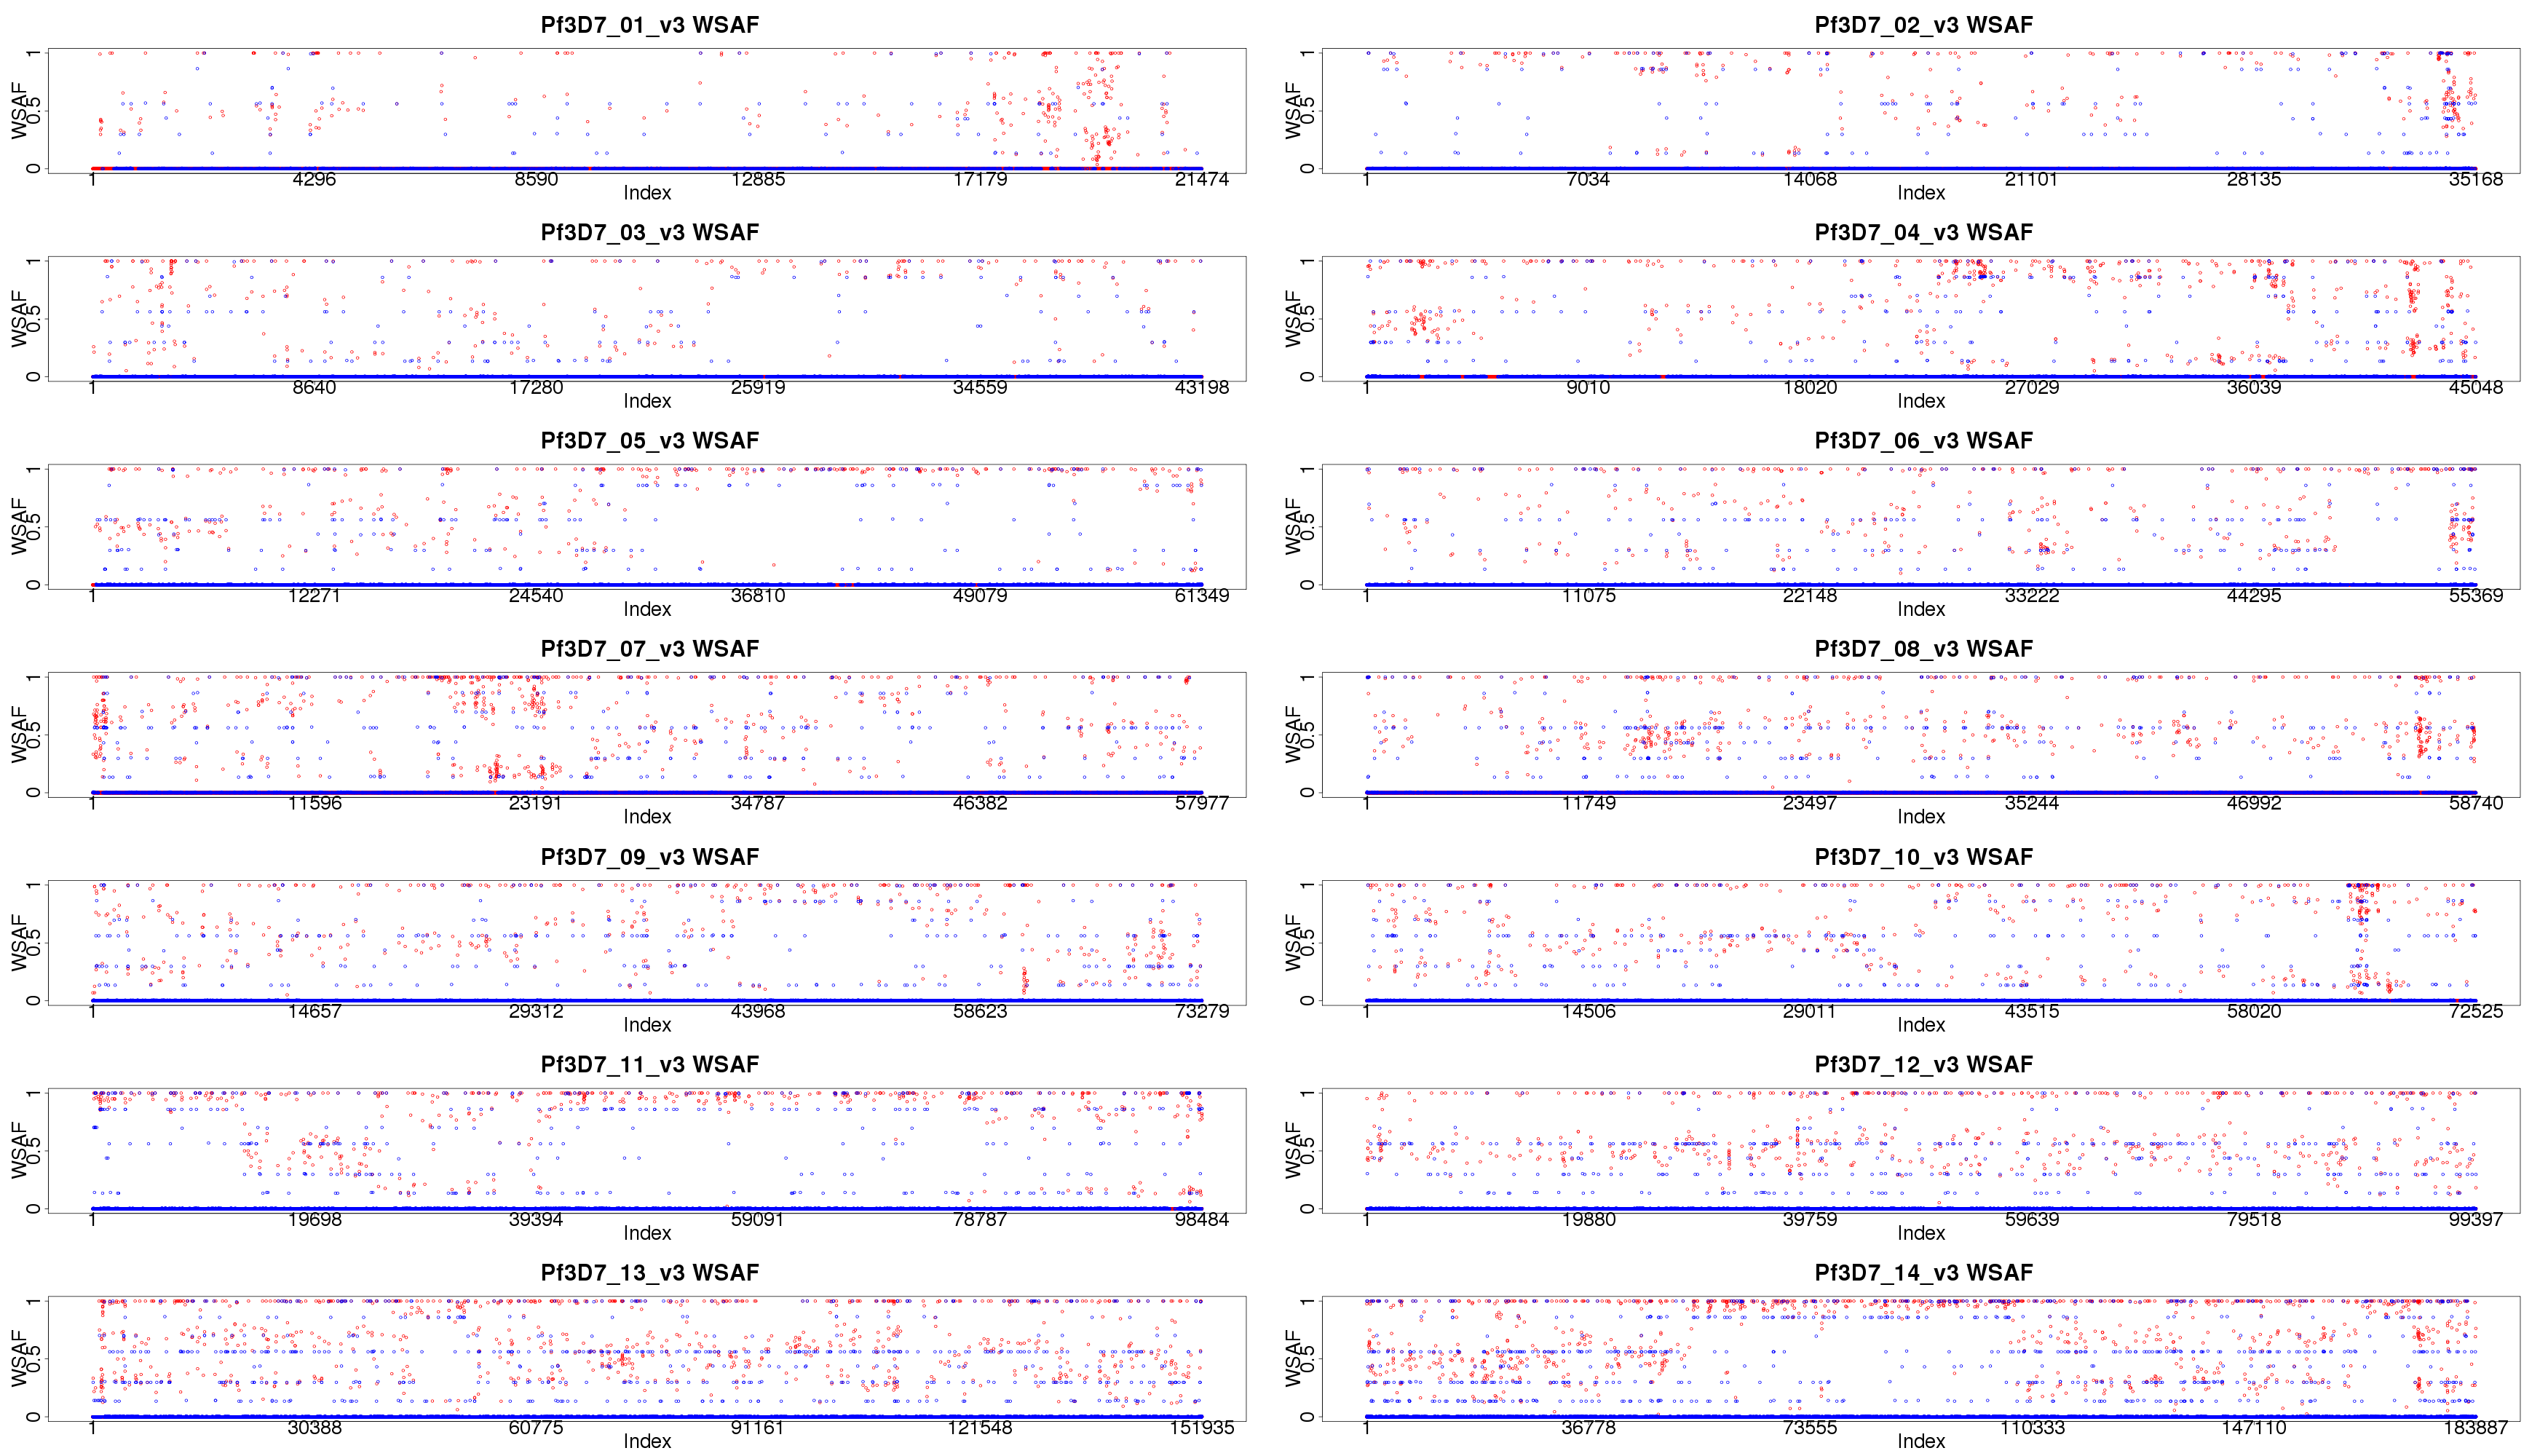 Pf3D7_01_v3 WSAF
WSAF
0 0.5 1
1 4296 8590 12885 17179 21474
Index
Pf3D7_02_v3 WSAF
WSAF
0 0.5 1
1 7034 14068 21101 28135 35168
Index
Pf3D7_03_v3 WSAF
WSAF
0 0.5 1
1 8640 17280 25919 34559 43198
Index
Pf3D7_04_v3 WSAF
WSAF
0 0.5 1
1 9010 18020 27029 36039 45048
Index
Pf3D7_05_v3 WSAF
WSAF
0 0.5 1
1 12271 24540 36810 49079 61349
Index
Pf3D7_06_v3 WSAF
WSAF
0 0.5 1
1 11075 22148 33222 44295 55369
Index
Pf3D7_07_v3 WSAF
WSAF
0 0.5 1
1 11596 23191 34787 46382 57977
Index
Pf3D7_08_v3 WSAF
WSAF
0 0.5 1
1 11749 23497 35244 46992 58740
Index
Pf3D7_09_v3 WSAF
WSAF
0 0.5 1
1 14657 29312 43968 58623 73279
Index
Pf3D7_10_v3 WSAF
WSAF
0 0.5 1
1 14506 29011 43515 58020 72525
Index
Pf3D7_11_v3 WSAF
WSAF
0 0.5 1
1 19698 39394 59091 78787 98484
Index
Pf3D7_12_v3 WSAF
WSAF
0 0.5 1
1 19880 39759 59639 79518 99397
Index
Pf3D7_13_v3 WSAF
WSAF
0 0.5 1
1 30388 60775 91161 121548 151935
Index
Pf3D7_14_v3 WSAF
WSAF
0 0.5 1
1 36778 73555 110333 147110 183887
Index